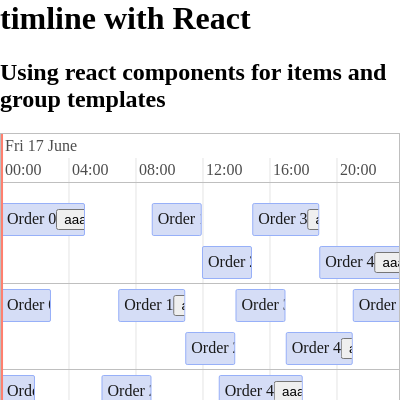 timline with React
Using react components for items and
group templates
Fri 17 June
00:00 04:00 08:00 12:00 16:00 20:00
Order 0 aaa Order Order 3 a
Order Order 4 aa
Order Order 1 a Order Order
Order Order 4 a
Ord Order Order 4 aaa